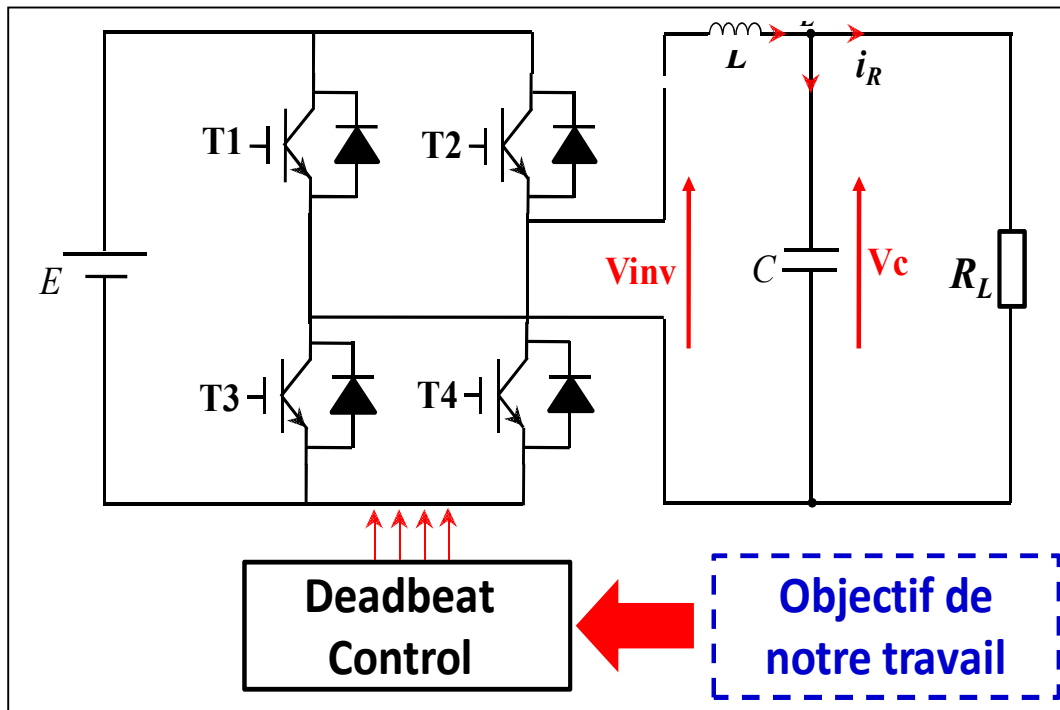 L
i_R
T1
T2
E
Vinv
C
Vc
R_L
T3
T4
Deadbeat
Control
Objectif de
notre travail